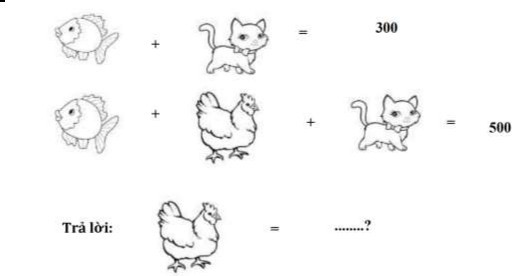 + = 300
+ + = 500
Trả lời: = ........?